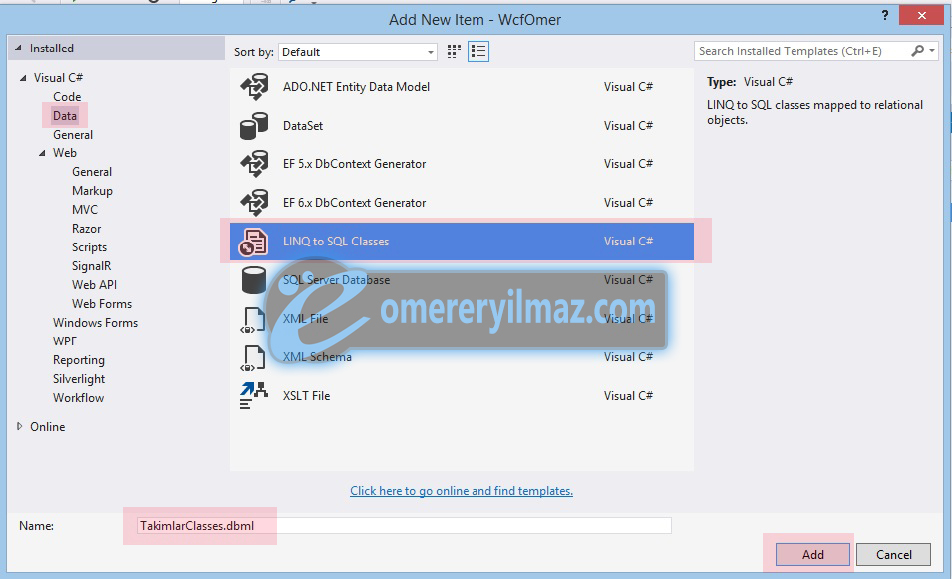 Add New Item - WcfOmer
?
Installed
Sort by: Default
Search Installed Templates (Ctrl+E)
Visual C#
Code
Data
General
Web
General
Markup
MVC
Razor
Scripts
SignalR
Web API
Web Forms
Windows Forms
WPF
Reporting
Silverlight
Workflow
Online
ADO.NET Entity Data Model Visual C#
DataSet Visual C#
EF 5.x DbContext Generator Visual C#
EF 6.x DbContext Generator Visual C#
LINQ to SQL Classes Visual C#
SQL Server Database Visual C#
XML File Visual C#
XML Schema Visual C#
XSLT File Visual C#
omereryilmaz.com
Type: Visual C#
LINQ to SQL classes mapped to relational
objects.
Click here to go online and find templates.
Name: TakimlarClasses.dbml
Add Cancel